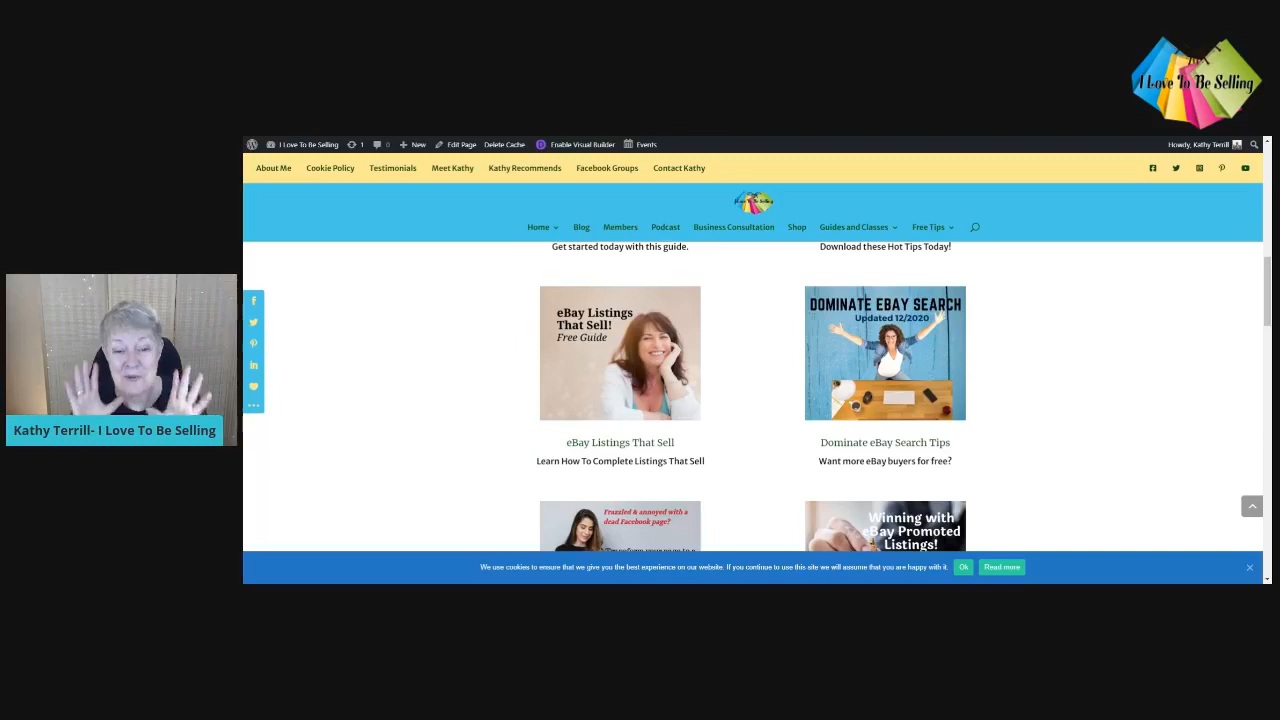 I Love To Be Selling
I Love To Be Selling 1 0 New Edit Page Delete Cache Enable Visual Builder Events Howdy, Kathy Terrill
About Me Cookie Policy Testimonials Meet Kathy Kathy Recommends Facebook Groups Contact Kathy
I Love To Be Selling
Home Blog Members Podcast Business Consultation Shop Guides and Classes Free Tips
Get started today with this guide. Download these Hot Tips Today!
eBay Listings
That Sell!
Free Guide
DOMINATE EBAY SEARCH
Updated 12/2020
Kathy Terrill- I Love To Be Selling
eBay Listings That Sell Dominate eBay Search Tips
Learn How To Complete Listings That Sell Want more eBay buyers for free?
Frazzled & annoyed with a
dead Facebook page?
Winning with
eBay Promoted
Listings!
We use cookies to ensure that we give you the best experience on our website. If you continue to use this site we will assume that you are happy with it. Ok Read more